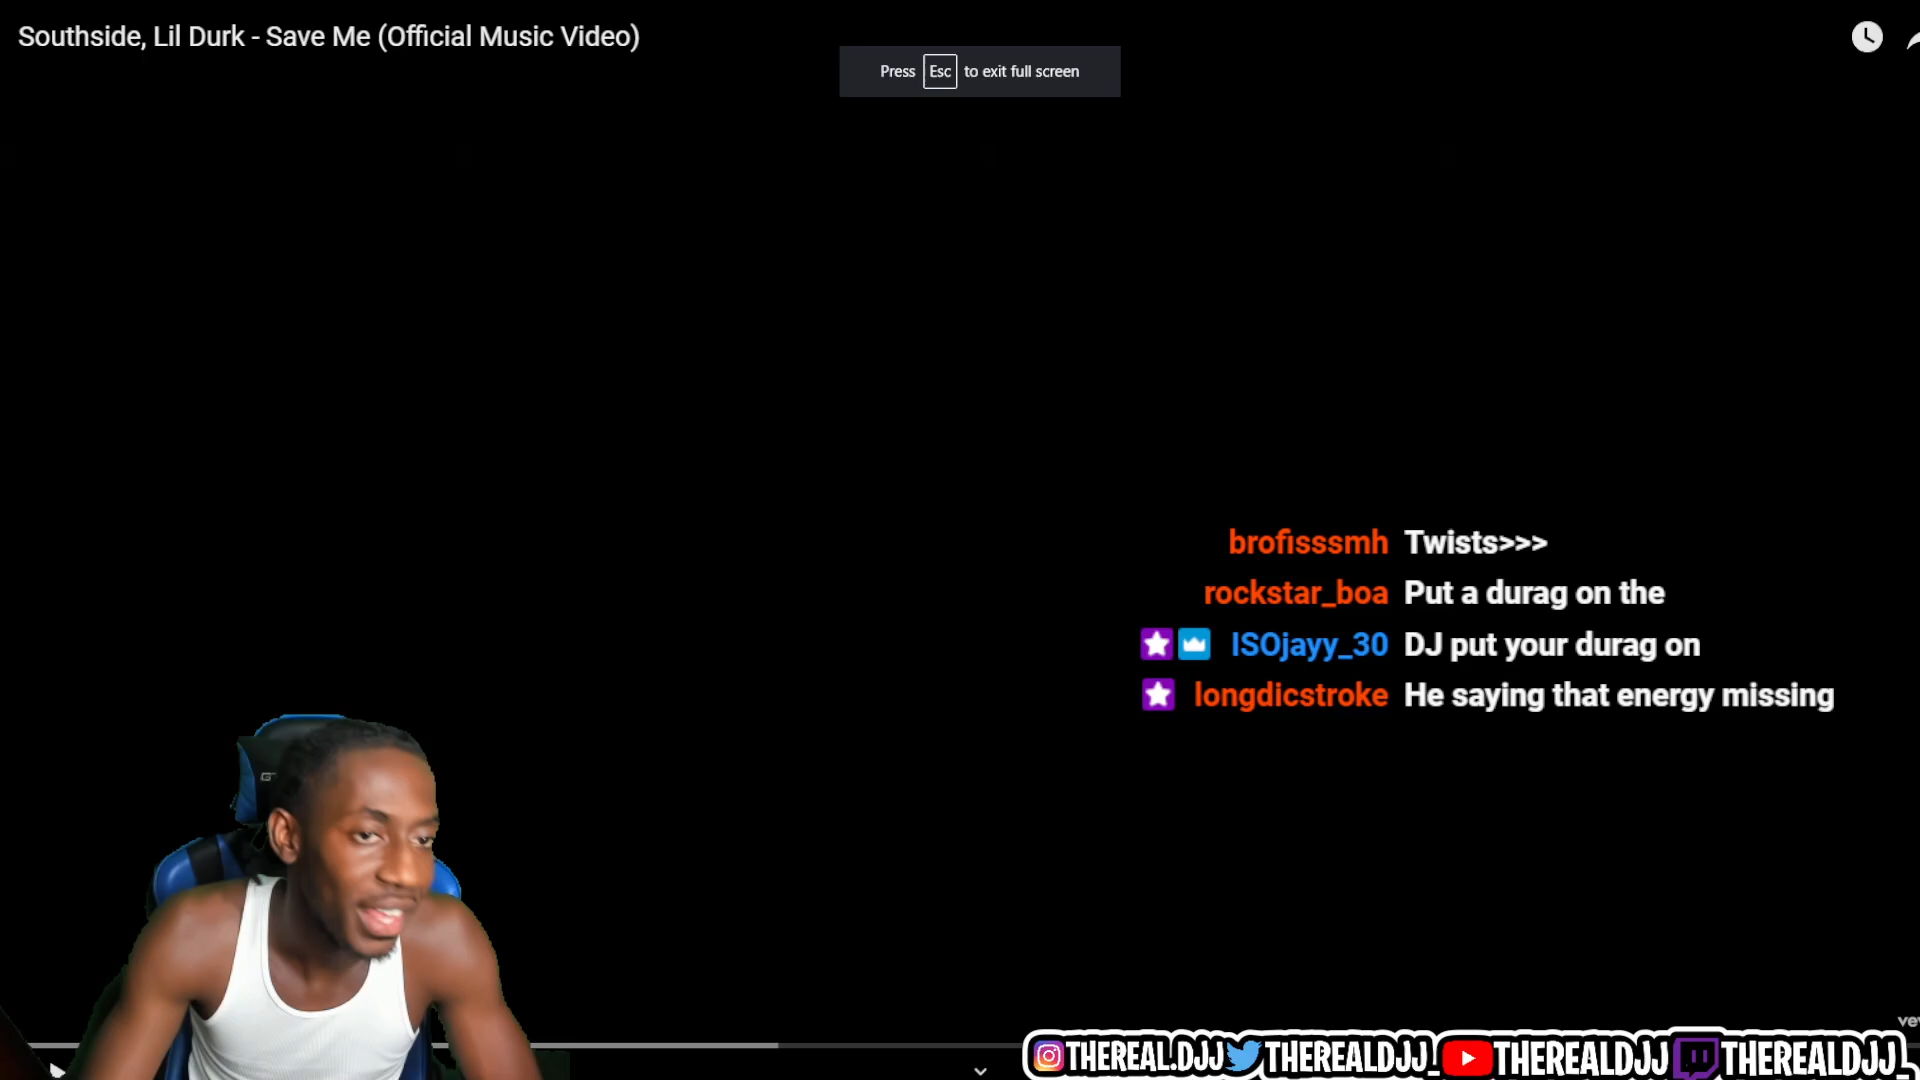 Southside, Lil Durk - Save Me (Official Music Video)
Press Esc to exit full screen
brofisssmh Twists>>>
rockstar_boa Put a durag on the
ISOjayy_30 DJ put your durag on
longdicstroke He saying that energy missing
THEREAL.DJJ THEREALDJJ_ THEREALDJJ THEREALDJJ_